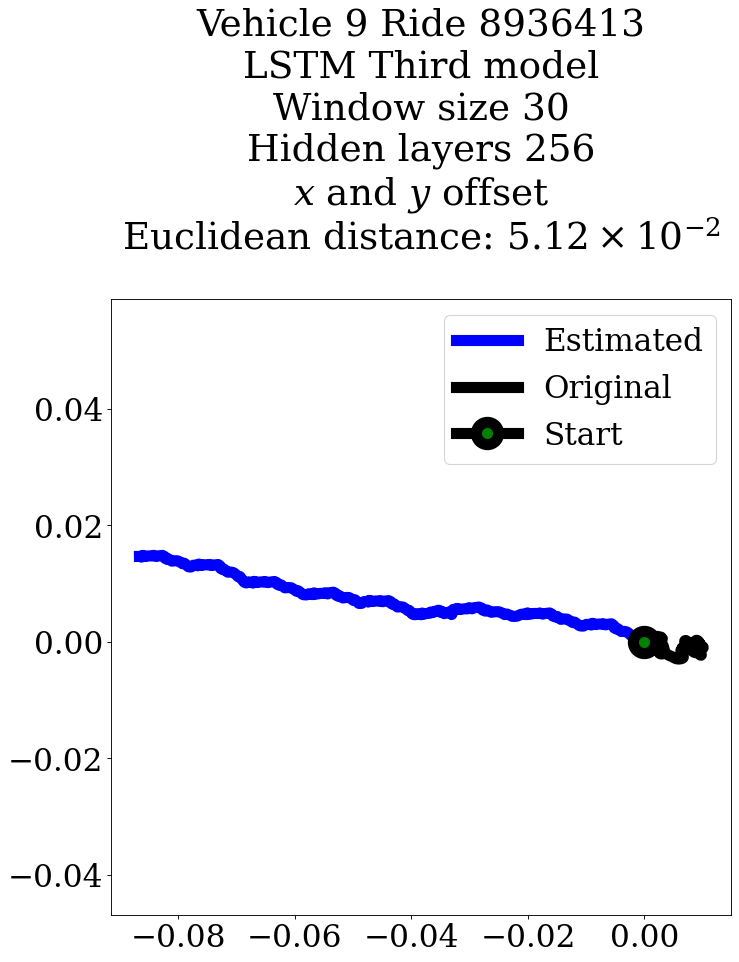 Vehicle 9 Ride 8936413
LSTM Third model
Window size 30
Hidden layers 256
x and y offset
Euclidean distance: 5.12 × 10⁻²
Estimated
Original
Start
0.04
0.02
0.00
−0.02
−0.04
−0.08 −0.06 −0.04 −0.02 0.00